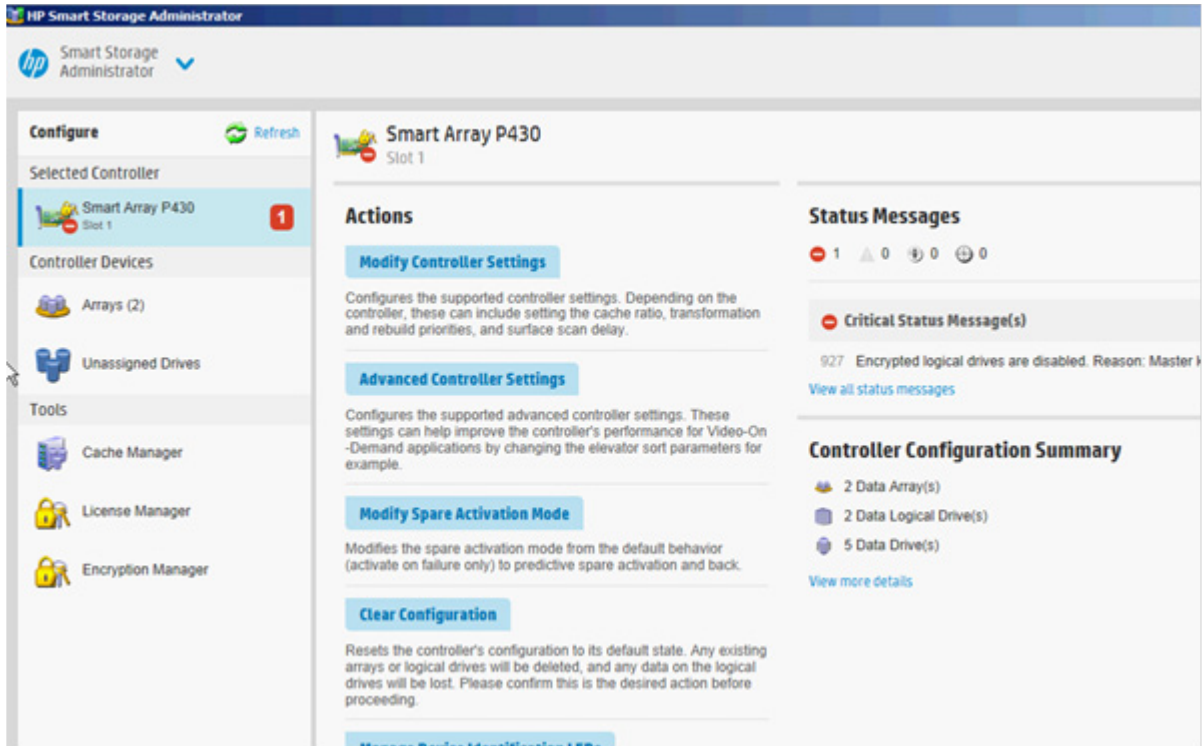 HP Smart Storage Administrator
hp
Smart Storage
Administrator
Configure
Refresh
Selected Controller
Smart Array P430
Slot 1
1
Controller Devices
Arrays (2)
Unassigned Drives
Tools
Cache Manager
License Manager
Encryption Manager
Smart Array P430
Slot 1
Actions
Modify Controller Settings
Configures the supported controller settings. Depending on the
controller, these can include setting the cache ratio, transformation
and rebuild priorities, and surface scan delay.
Advanced Controller Settings
Configures the supported advanced controller settings. These
settings can help improve the controller's performance for Video-On
-Demand applications by changing the elevator sort parameters for
example.
Modify Spare Activation Mode
Modifies the spare activation mode from the default behavior
(activate on failure only) to predictive spare activation and back.
Clear Configuration
Resets the controller's configuration to its default state. Any existing
arrays or logical drives will be deleted, and any data on the logical
drives will be lost. Please confirm this is the desired action before
proceeding.
Manage Device Identification LEDs
Status Messages
1 0 0 0
Critical Status Message(s)
927 Encrypted logical drives are disabled. Reason: Master
View all status messages
Controller Configuration Summary
2 Data Array(s)
2 Data Logical Drive(s)
5 Data Drive(s)
View more details